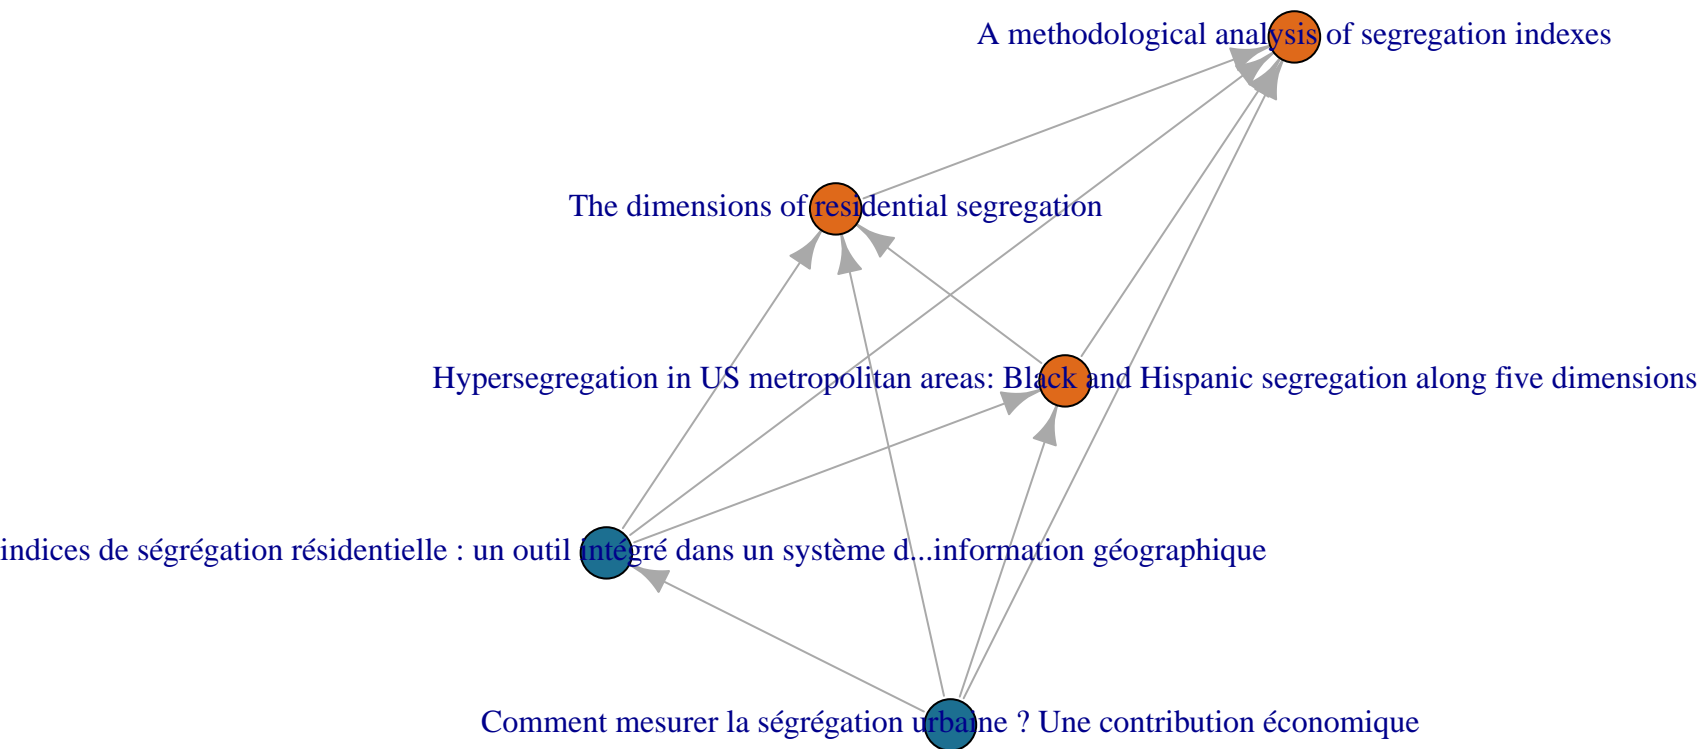 A methodological analysis of segregation indexes
The dimensions of residential segregation
Hypersegregation in US metropolitan areas: Black and Hispanic segregation along five dimensions
indices de ségrégation résidentielle : un outil intégré dans un système d...information géographique
Comment mesurer la ségrégation urbaine ? Une contribution économique